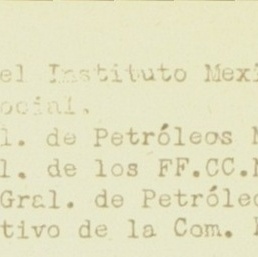 el Instituto Mexi
ocial.
l. de Petróleos M
l. de los FF.CC.N
Gral. de Petróleo
tivo de la Com.